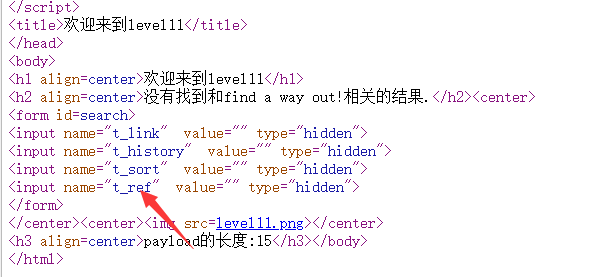 </script>
<title>欢迎来到level11</title>
</head>
<body>
<h1 align=center>欢迎来到level11</h1>
<h2 align=center>没有找到和find a way out!相关的结果.</h2><center>
<form id=search>
<input name="t_link"  value="" type="hidden">
<input name="t_history"  value="" type="hidden">
<input name="t_sort"  value="" type="hidden">
<input name="t_ref"  value="" type="hidden">
</form>
</center><center><img src=level11.png></center>
<h3 align=center>payload的长度:15</h3></body>
</html>